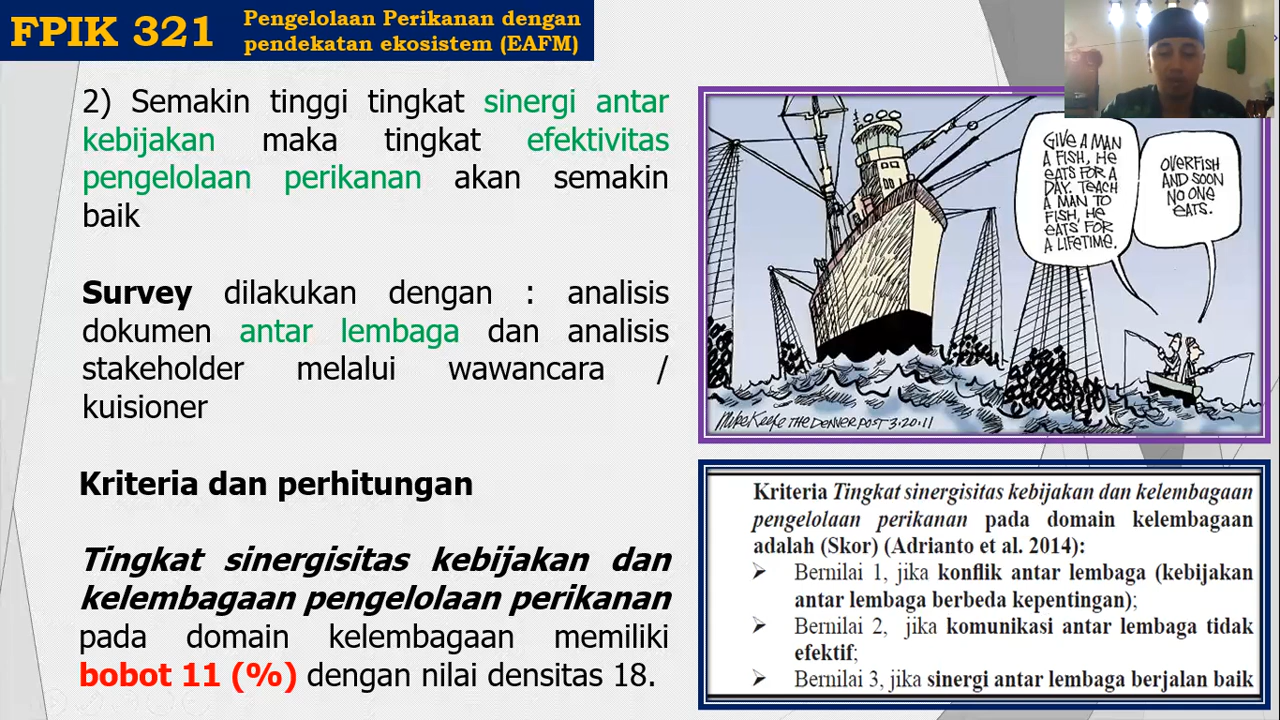 FPIK 321
Pengelolaan Perikanan dengan
pendekatan ekosistem (EAFM)
2) Semakin tinggi tingkat sinergi antar
kebijakan maka tingkat efektivitas
pengelolaan perikanan akan semakin
baik
Survey dilakukan dengan : analisis
dokumen antar lembaga dan analisis
stakeholder melalui wawancara /
kuisioner
Kriteria dan perhitungan
Tingkat sinergisitas kebijakan dan
kelembagaan pengelolaan perikanan
pada domain kelembagaan memiliki
bobot 11 (%) dengan nilai densitas 18.
GIVE A MAN
A FISH, HE
EATS FOR A
DAY. TEACH
A MAN TO
FISH, HE
EATS FOR
A LIFETIME.
OVERFISH
AND SOON
NO ONE
EATS.
Mike Keefe THE DENVER POST 3·20·11
Kriteria Tingkat sinergisitas kebijakan dan kelembagaan
pengelolaan perikanan pada domain kelembagaan
adalah (Skor) (Adrianto et al. 2014):
➢ Bernilai 1, jika konflik antar lembaga (kebijakan
antar lembaga berbeda kepentingan);
➢ Bernilai 2, jika komunikasi antar lembaga tidak
efektif;
➢ Bernilai 3, jika sinergi antar lembaga berjalan baik